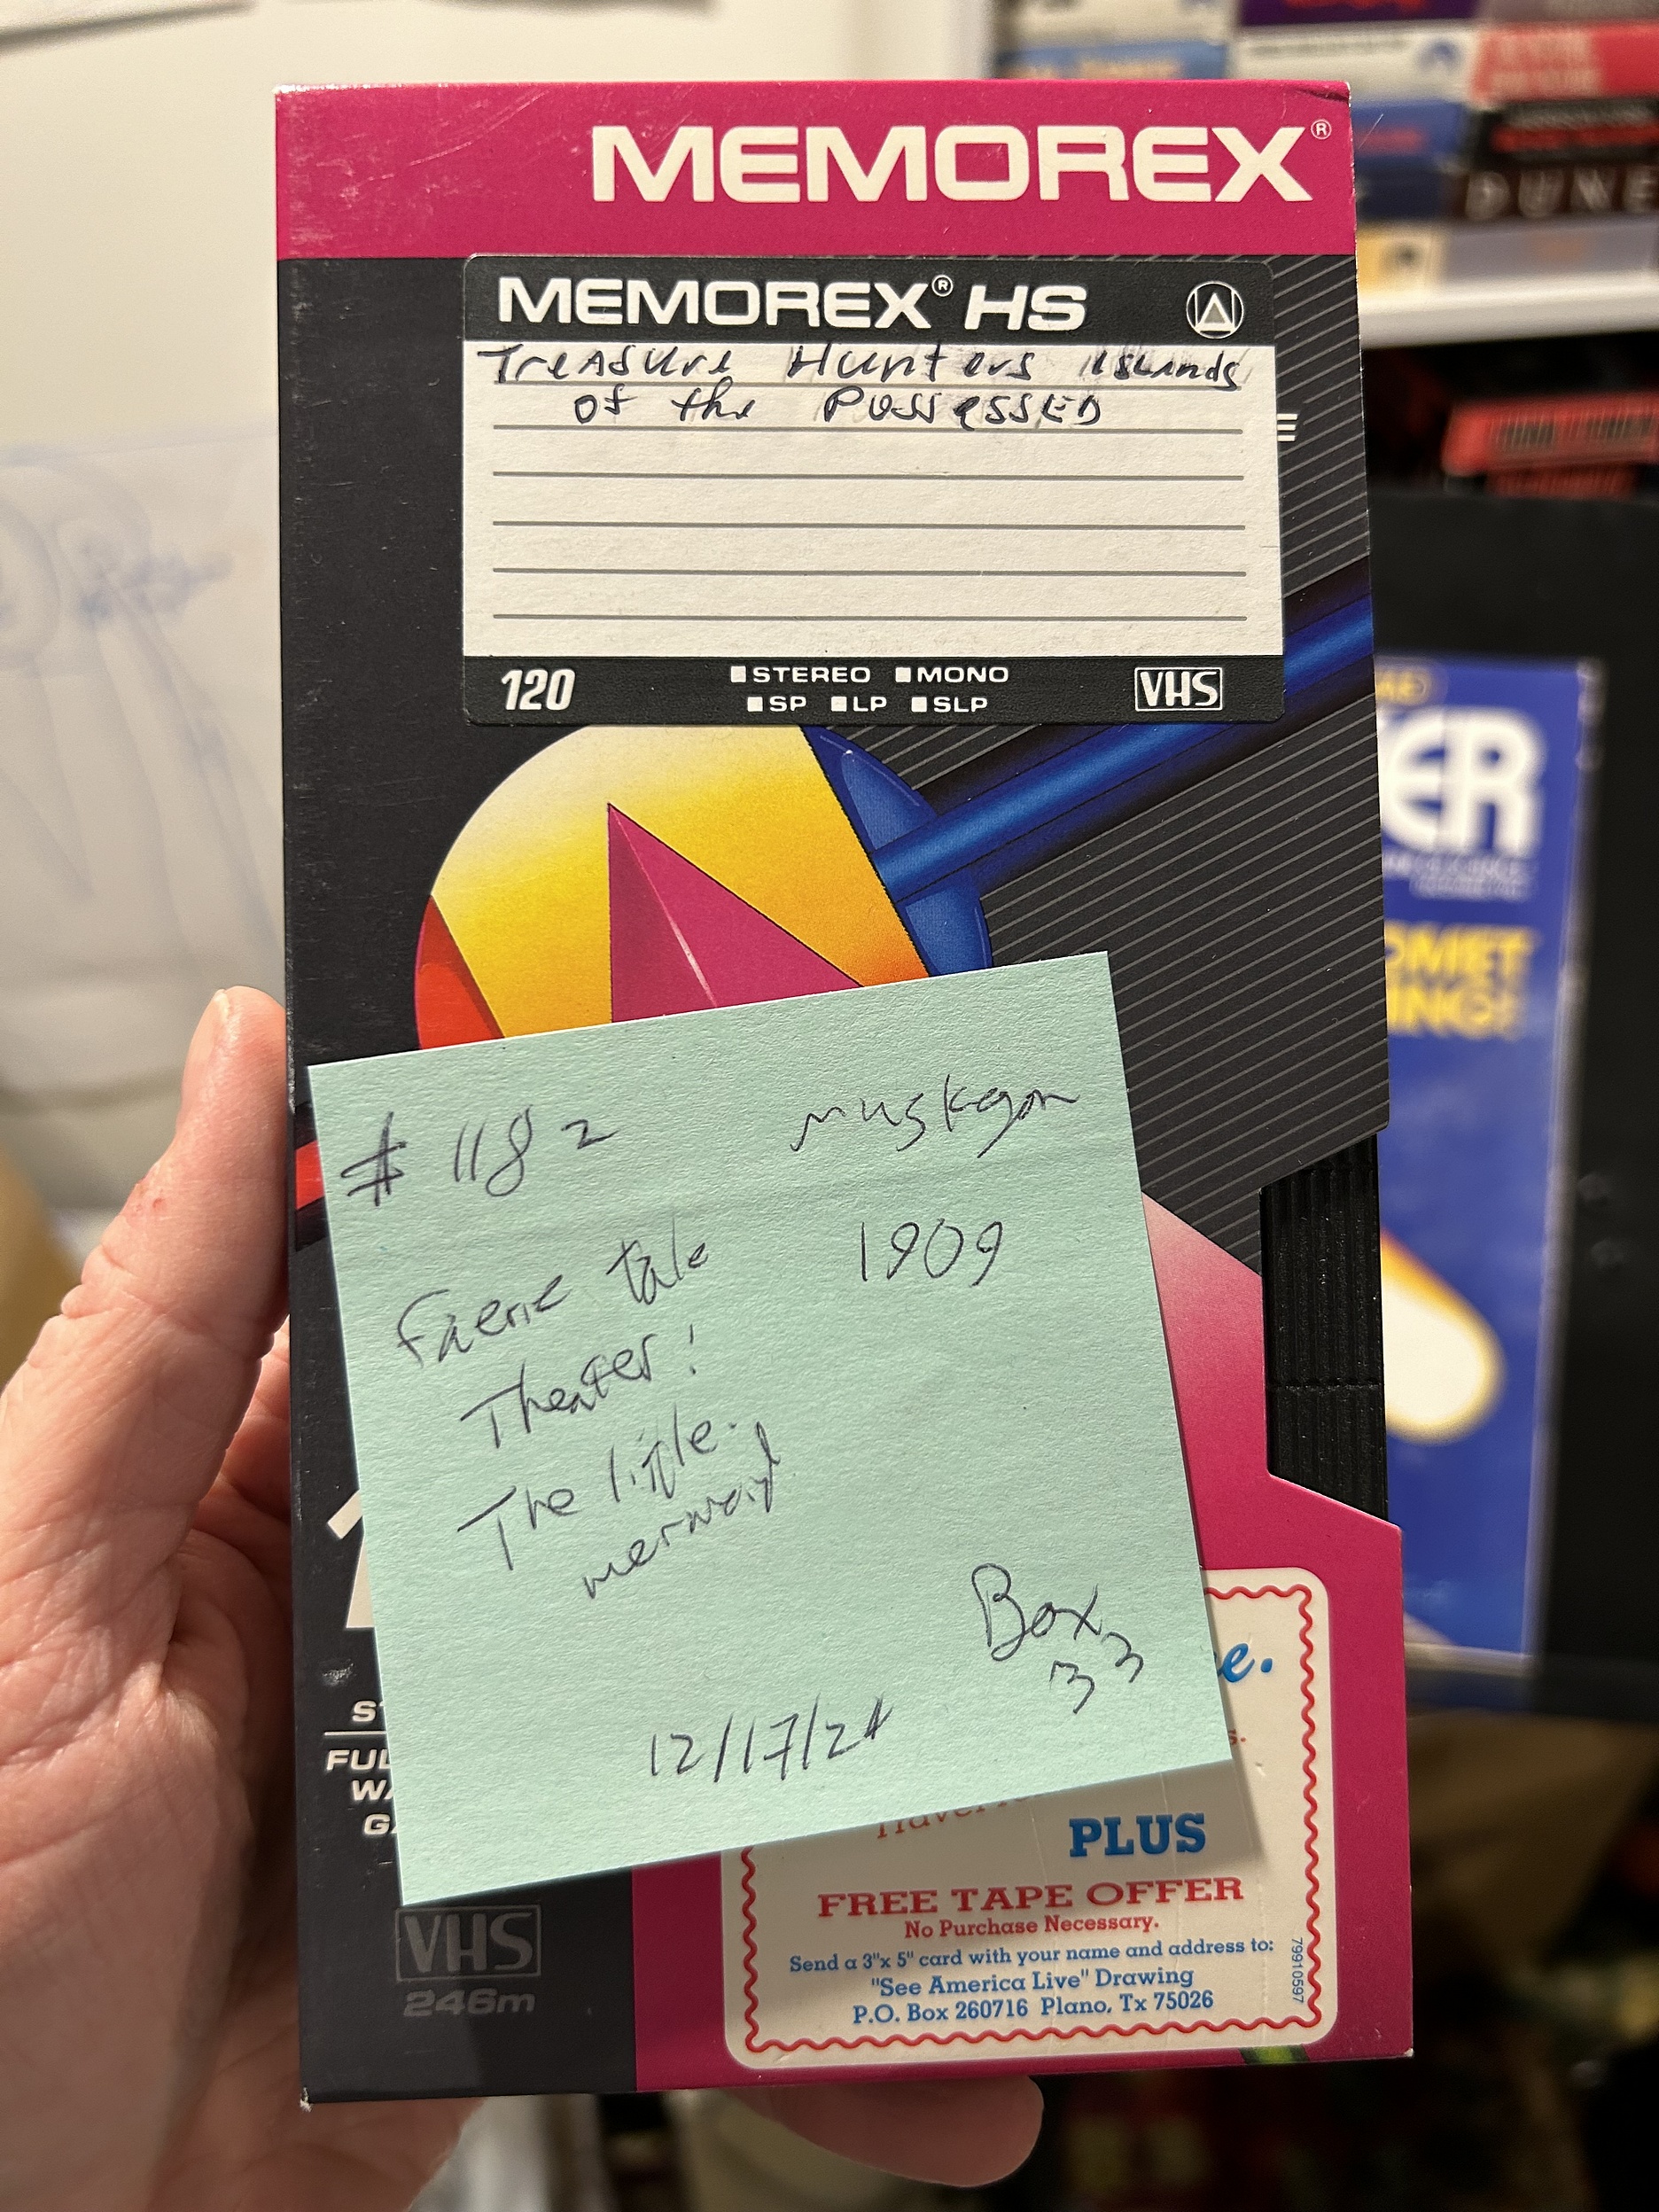 MEMOREX®
MEMOREX® HS
Treasure Hunters Islands
of the Possessed
120
STEREO MONO
SP LP SLP
VHS
# 1182
Muskegon
1909
Faerie tale
Theater:
The little
mermaid
Box
33
12/17/24
PLUS
FREE TAPE OFFER
No Purchase Necessary.
Send a 3"x 5" card with your name and address to:
"See America Live" Drawing
P.O. Box 260716 Plano, Tx 75026
79910597
VHS
246m
DUNE